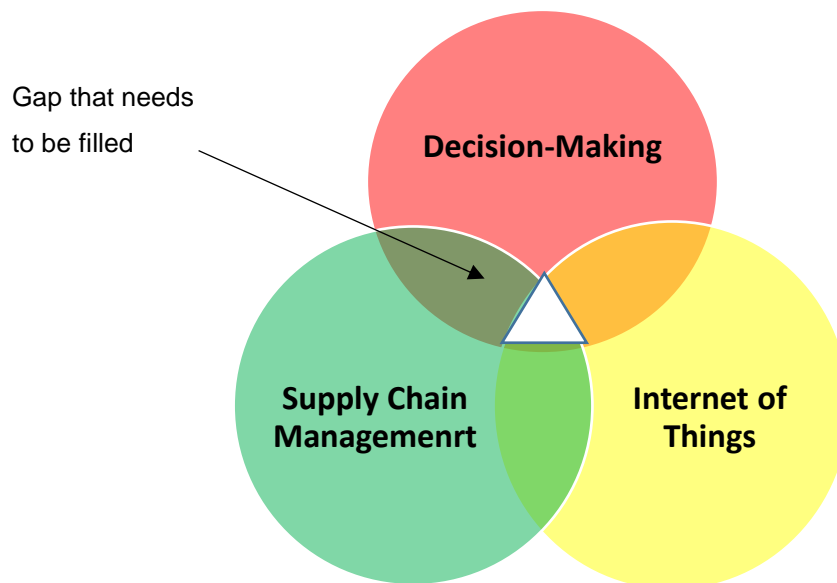 Gap that needs
to be filled
Decision-Making
Supply Chain
Managemenrt
Internet of
Things